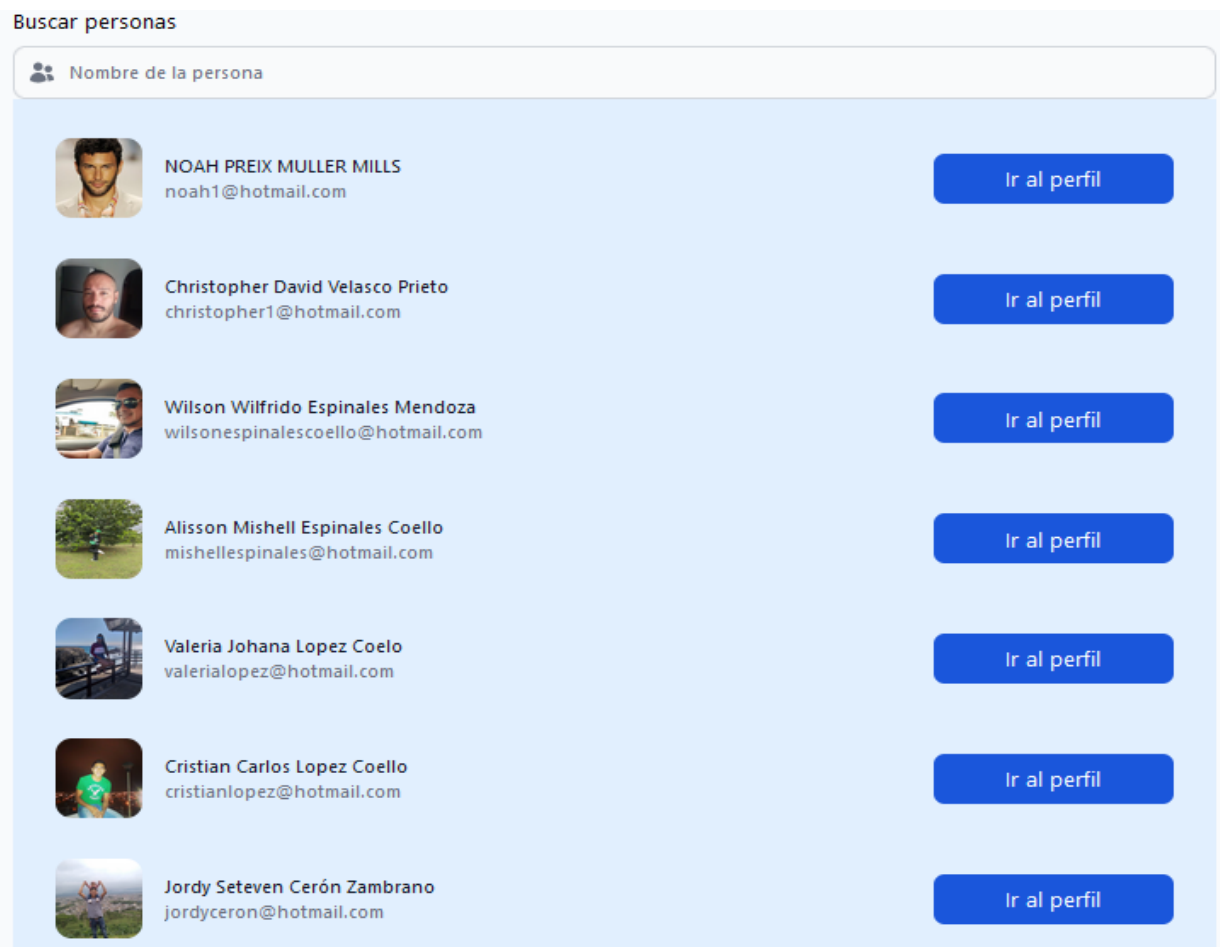 Buscar personas
Nombre de la persona
NOAH PREIX MULLER MILLS
noah1@hotmail.com
Ir al perfil
Christopher David Velasco Prieto
christopher1@hotmail.com
Ir al perfil
Wilson Wilfrido Espinales Mendoza
wilsonespinalescoello@hotmail.com
Ir al perfil
Alisson Mishell Espinales Coello
mishellespinales@hotmail.com
Ir al perfil
Valeria Johana Lopez Coelo
valerialopez@hotmail.com
Ir al perfil
Cristian Carlos Lopez Coello
cristianlopez@hotmail.com
Ir al perfil
Jordy Seteven Cerón Zambrano
jordyceron@hotmail.com
Ir al perfil